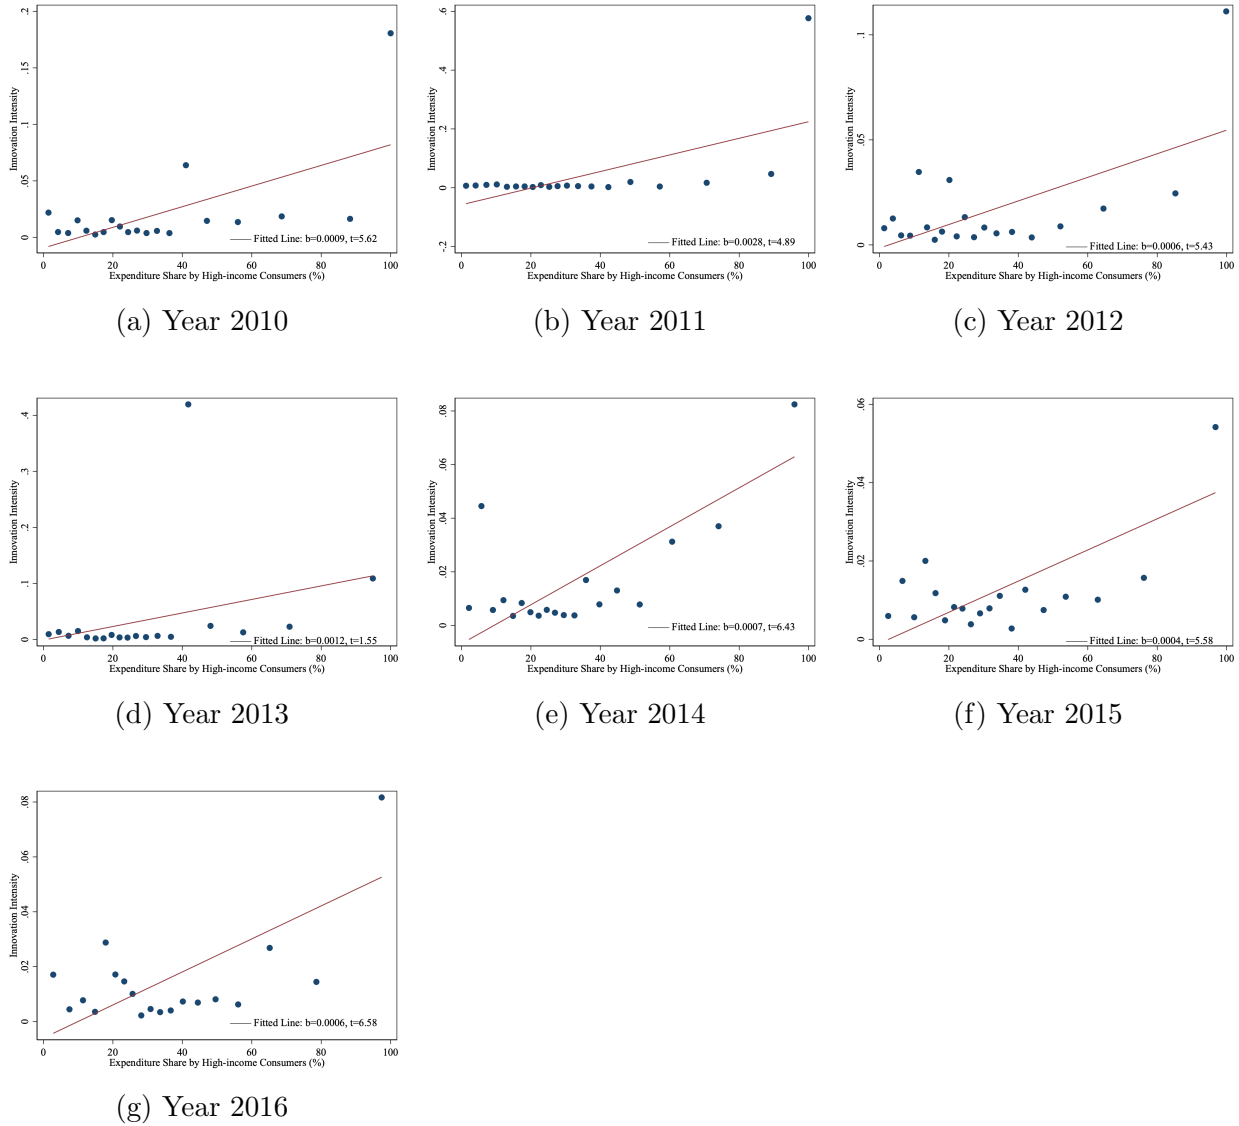 .2
.15
.1
.05
0
Innovation Intensity
Fitted Line: b=0.0009, t=5.62
0 20 40 60 80 100
Expenditure Share by High-income Consumers (%)
(a) Year 2010
.6
.4
.2
0
-.2
Innovation Intensity
Fitted Line: b=0.0028, t=4.89
0 20 40 60 80 100
Expenditure Share by High-income Consumers (%)
(b) Year 2011
.1
.05
0
Innovation Intensity
Fitted Line: b=0.0006, t=5.43
0 20 40 60 80 100
Expenditure Share by High-income Consumers (%)
(c) Year 2012
.4
.3
.2
.1
0
Innovation Intensity
Fitted Line: b=0.0012, t=1.55
0 20 40 60 80 100
Expenditure Share by High-income Consumers (%)
(d) Year 2013
.08
.06
.04
.02
0
Innovation Intensity
Fitted Line: b=0.0007, t=6.43
0 20 40 60 80 100
Expenditure Share by High-income Consumers (%)
(e) Year 2014
.06
.04
.02
0
Innovation Intensity
Fitted Line: b=0.0004, t=5.58
0 20 40 60 80 100
Expenditure Share by High-income Consumers (%)
(f) Year 2015
.08
.06
.04
.02
0
Innovation Intensity
Fitted Line: b=0.0006, t=6.58
0 20 40 60 80 100
Expenditure Share by High-income Consumers (%)
(g) Year 2016